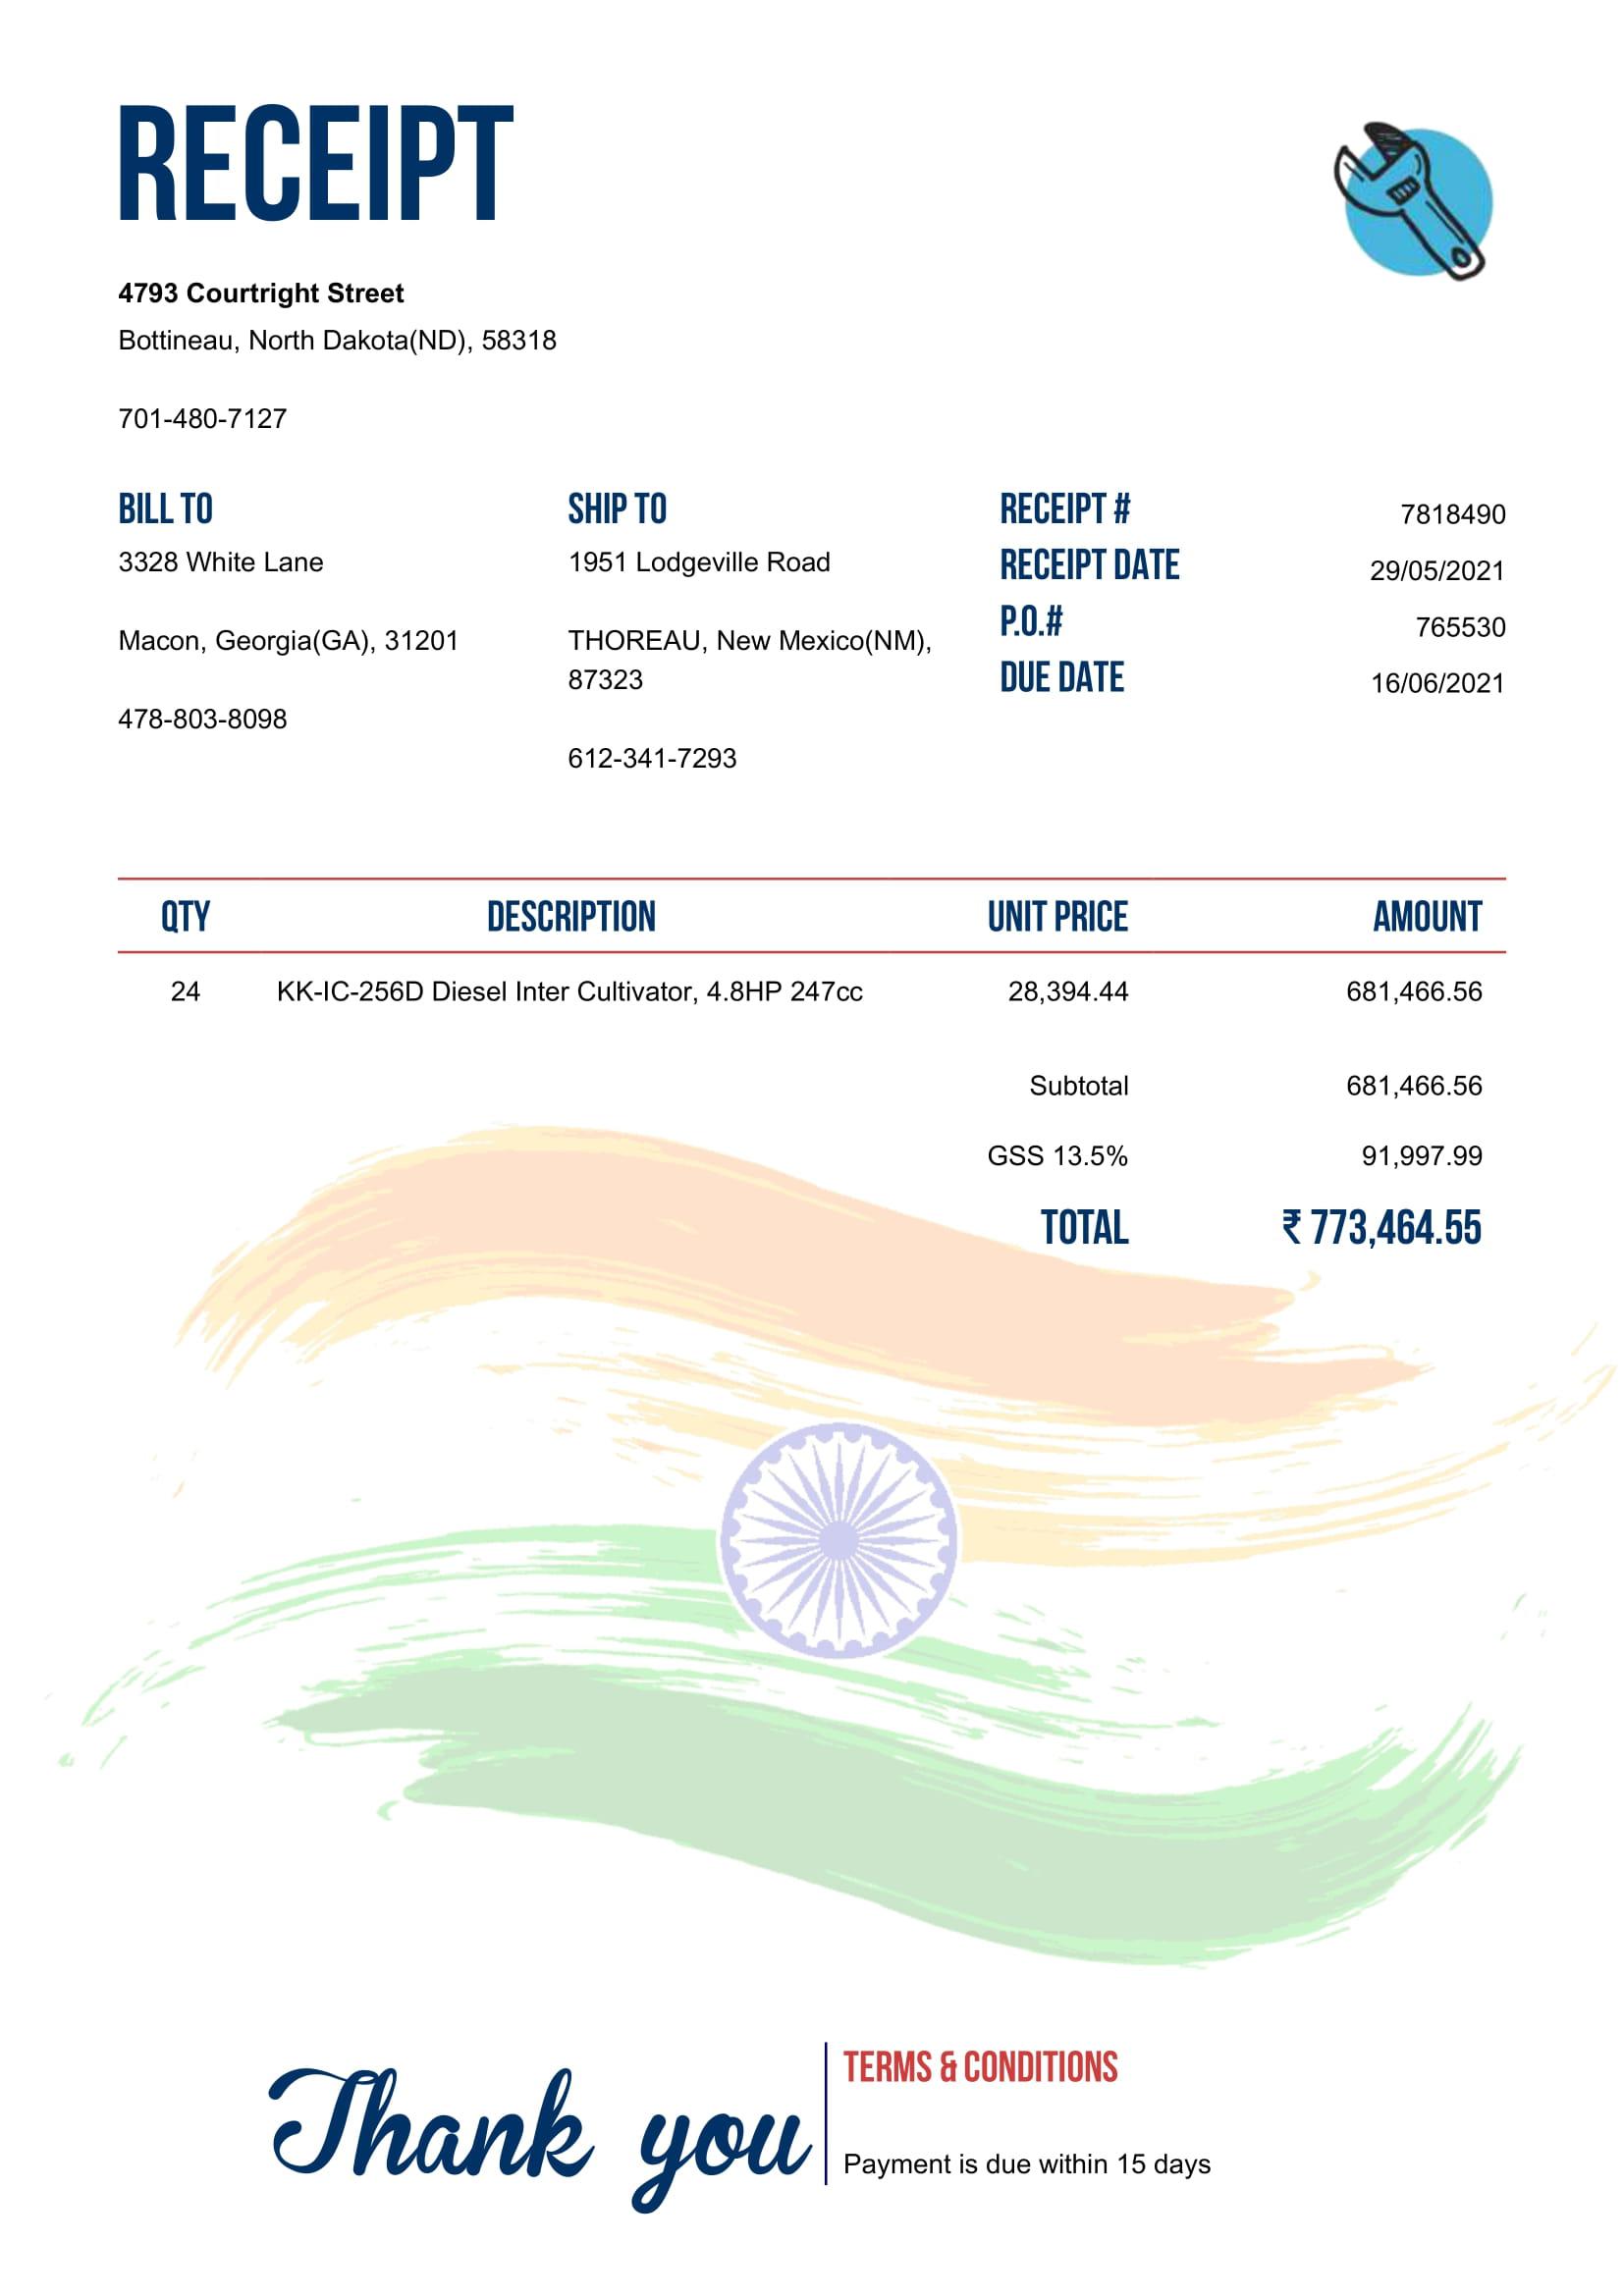 RECEIPT
4793 Courtright Street
Bottineau, North Dakota(ND), 58318
701-480-7127
BILL TO
3328 White Lane
Macon, Georgia(GA), 31201
478-803-8098
SHIP TO
1951 Lodgeville Road
THOREAU, New Mexico(NM),
87323
612-341-7293
RECEIPT # 7818490
RECEIPT DATE 29/05/2021
P.O.# 765530
DUE DATE 16/06/2021
QTY DESCRIPTION UNIT PRICE AMOUNT
24 KK-IC-256D Diesel Inter Cultivator, 4.8HP 247cc 28,394.44 681,466.56
Subtotal 681,466.56
GSS 13.5% 91,997.99
TOTAL ₹ 773,464.55
Thank you
TERMS & CONDITIONS
Payment is due within 15 days